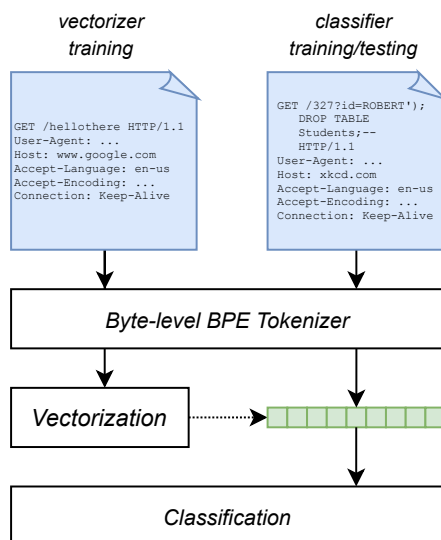 vectorizer
training
GET /hellothere HTTP/1.1
User-Agent: ...
Host: www.google.com
Accept-Language: en-us
Accept-Encoding: ...
Connection: Keep-Alive
classifier
training/testing
GET /327?id=ROBERT');
DROP TABLE
Students;--
HTTP/1.1
User-Agent: ...
Host: xkcd.com
Accept-Language: en-us
Accept-Encoding: ...
Connection: Keep-Alive
Byte-level BPE Tokenizer
Vectorization
Classification